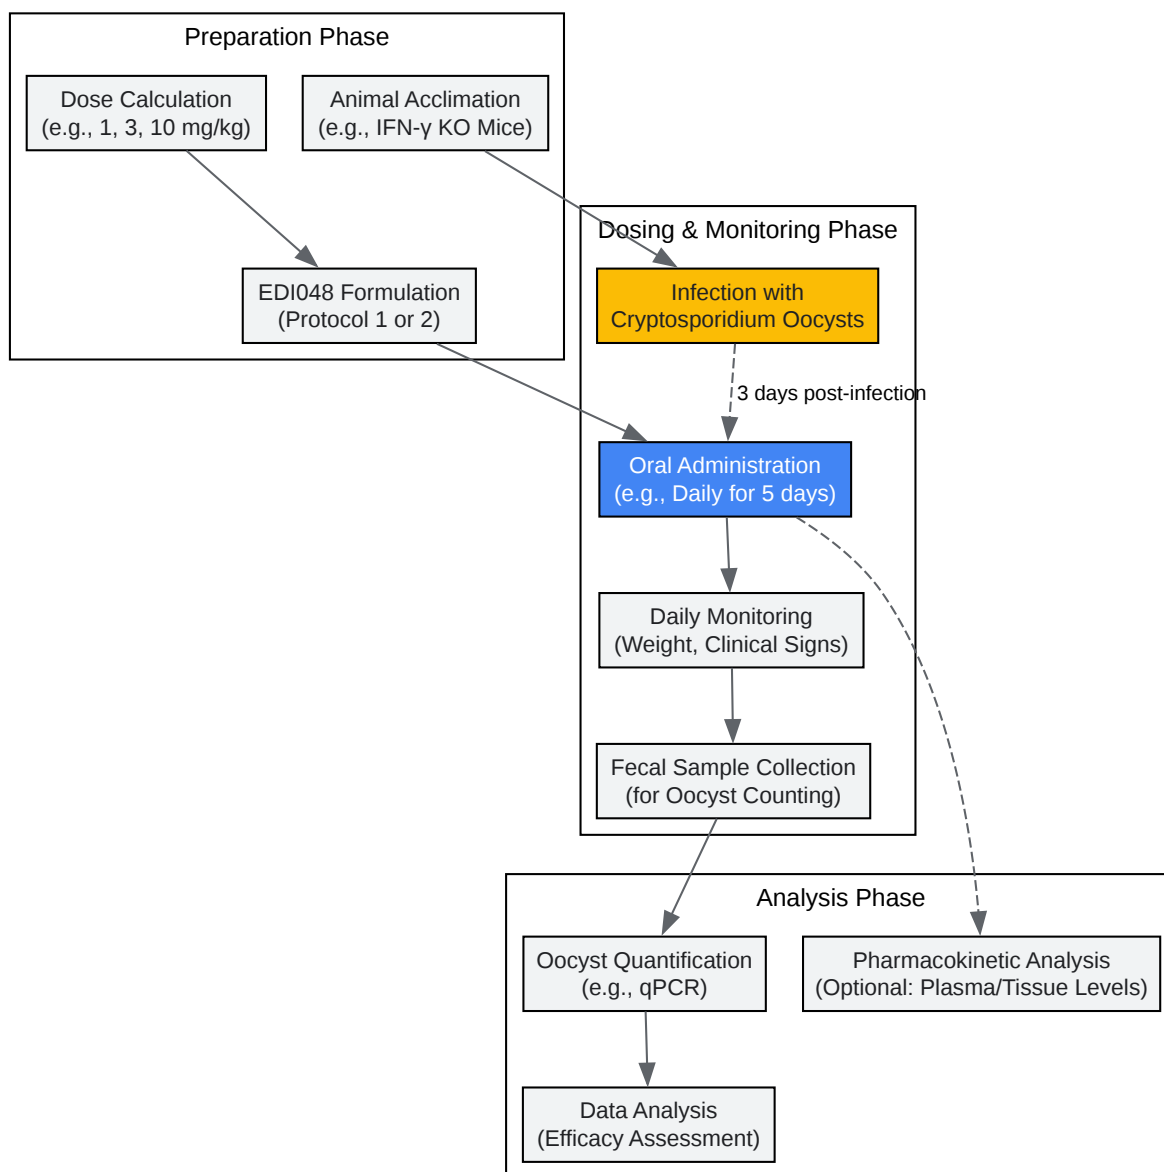 Preparation Phase
Dose Calculation
(e.g., 1, 3, 10 mg/kg)
Animal Acclimation
(e.g., IFN-γ KO Mice)
EDI048 Formulation
(Protocol 1 or 2)
Dosing & Monitoring Phase
Infection with
Cryptosporidium Oocysts
3 days post-infection
Oral Administration
(e.g., Daily for 5 days)
Daily Monitoring
(Weight, Clinical Signs)
Fecal Sample Collection
(for Oocyst Counting)
Analysis Phase
Oocyst Quantification
(e.g., qPCR)
Pharmacokinetic Analysis
(Optional: Plasma/Tissue Levels)
Data Analysis
(Efficacy Assessment)